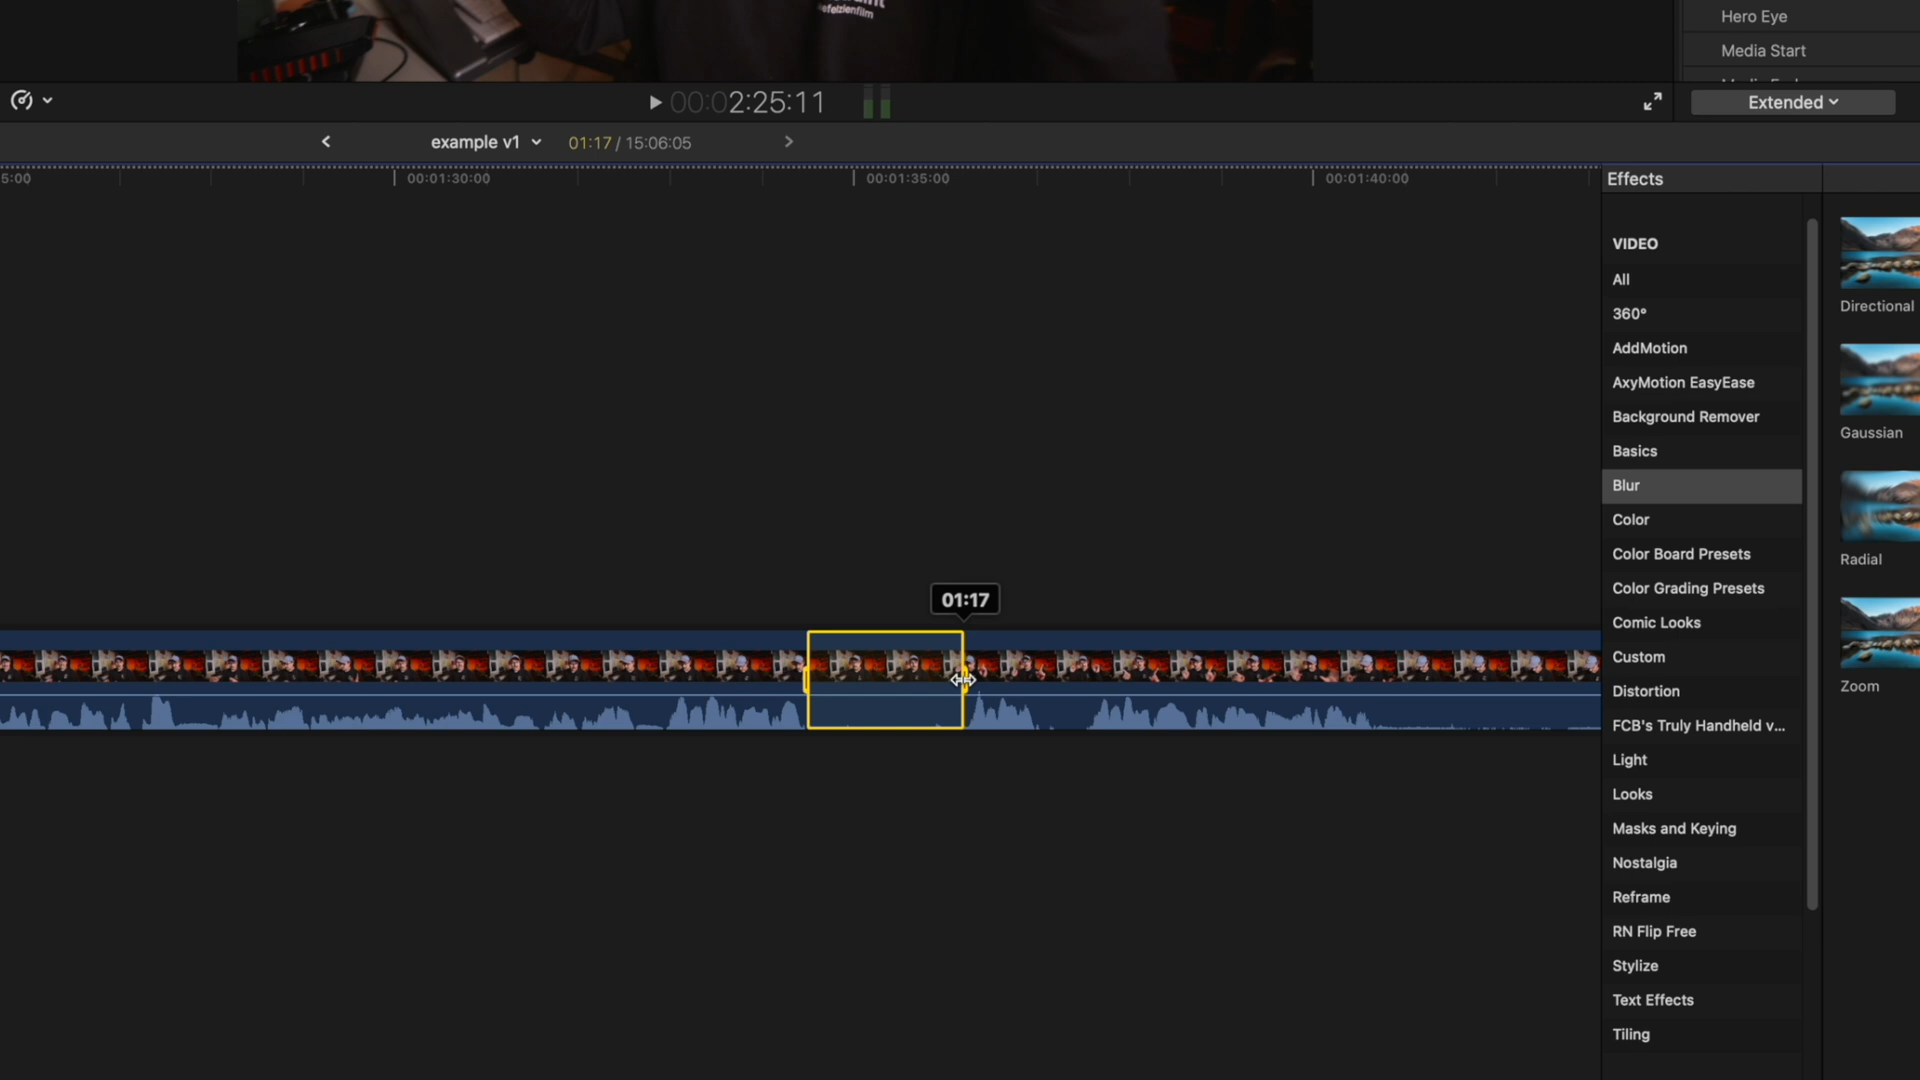 efelzienfilm
Hero Eye
Media Start
00:02:25:11
Extended
example v1
01:17 / 15:06:05
5:00
00:01:30:00
00:01:35:00
00:01:40:00
Effects
VIDEO
All
360°
AddMotion
AxyMotion EasyEase
Background Remover
Basics
Blur
Color
Color Board Presets
Color Grading Presets
Comic Looks
Custom
Distortion
FCB's Truly Handheld v...
Light
Looks
Masks and Keying
Nostalgia
Reframe
RN Flip Free
Stylize
Text Effects
Tiling
Directional
Gaussian
Radial
Zoom
01:17